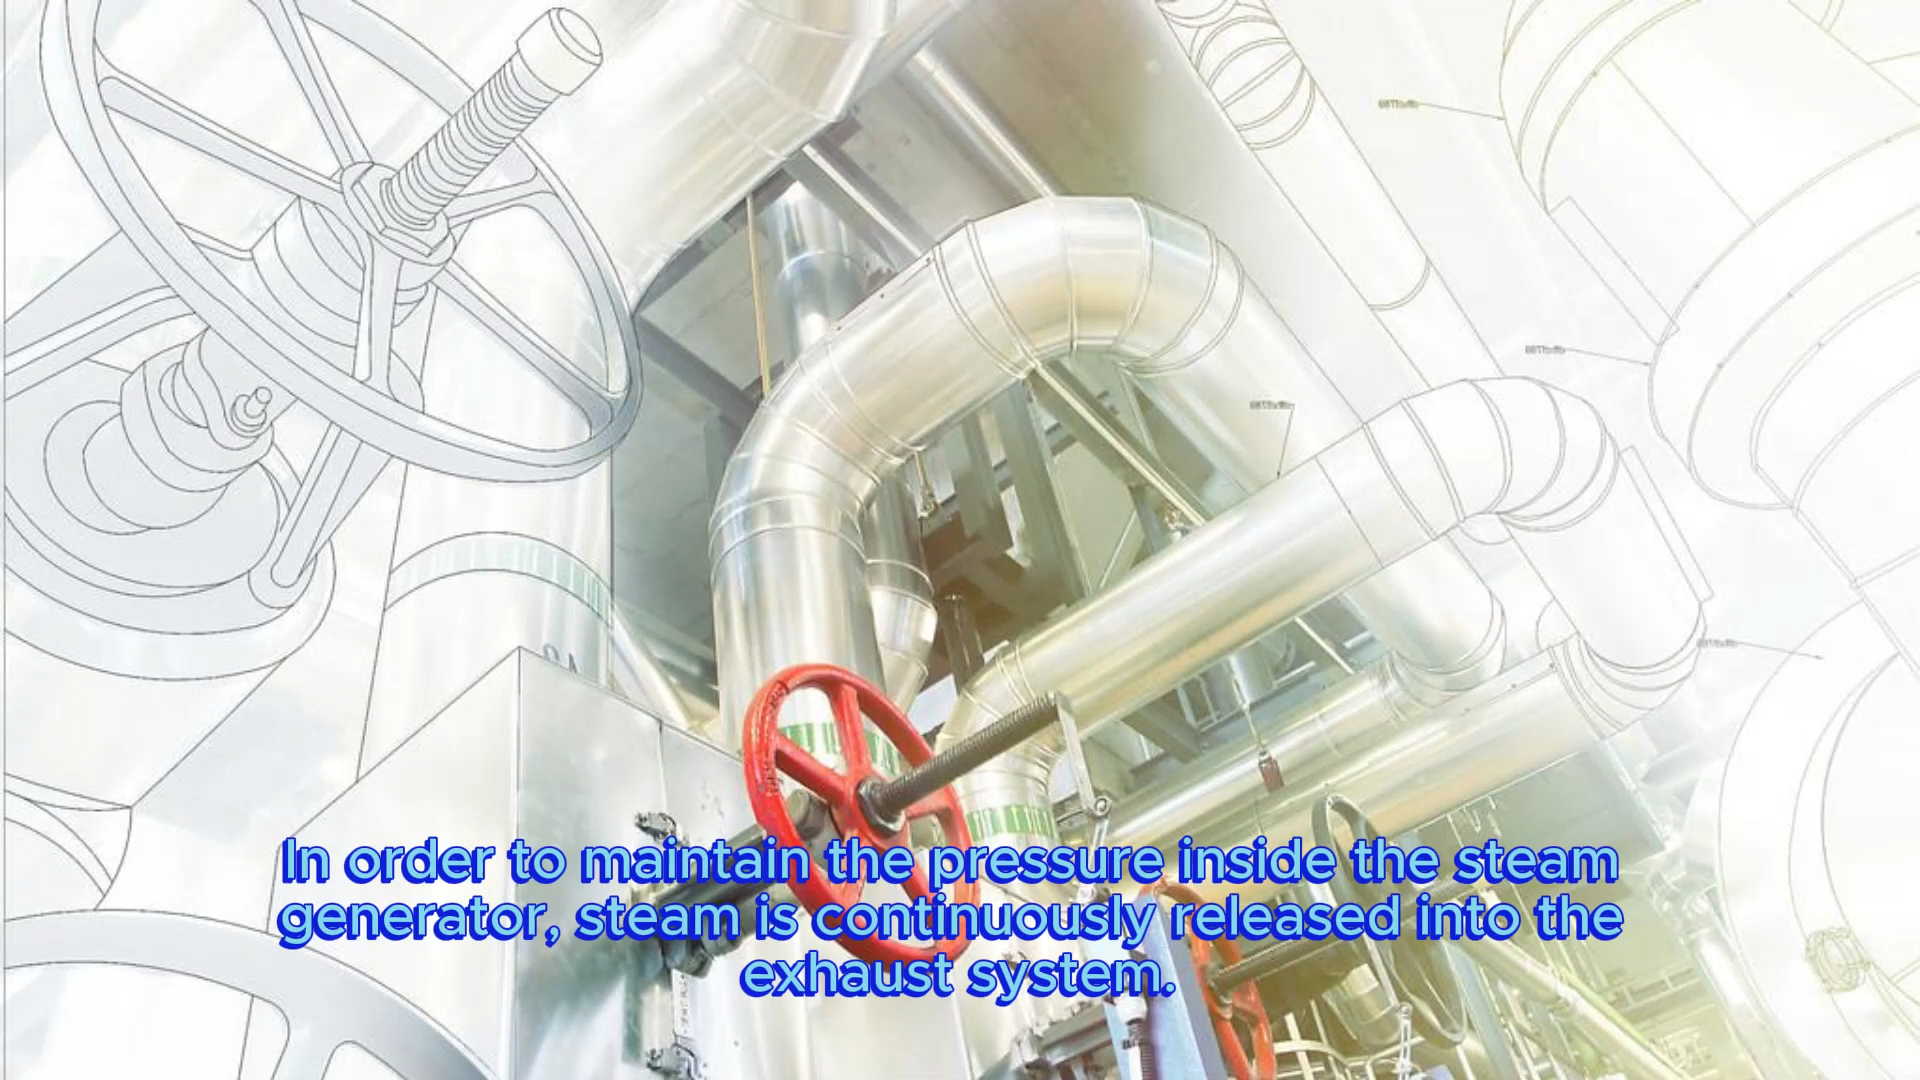 In order to maintain the pressure inside the steam
generator, steam is continuously released into the
exhaust system.